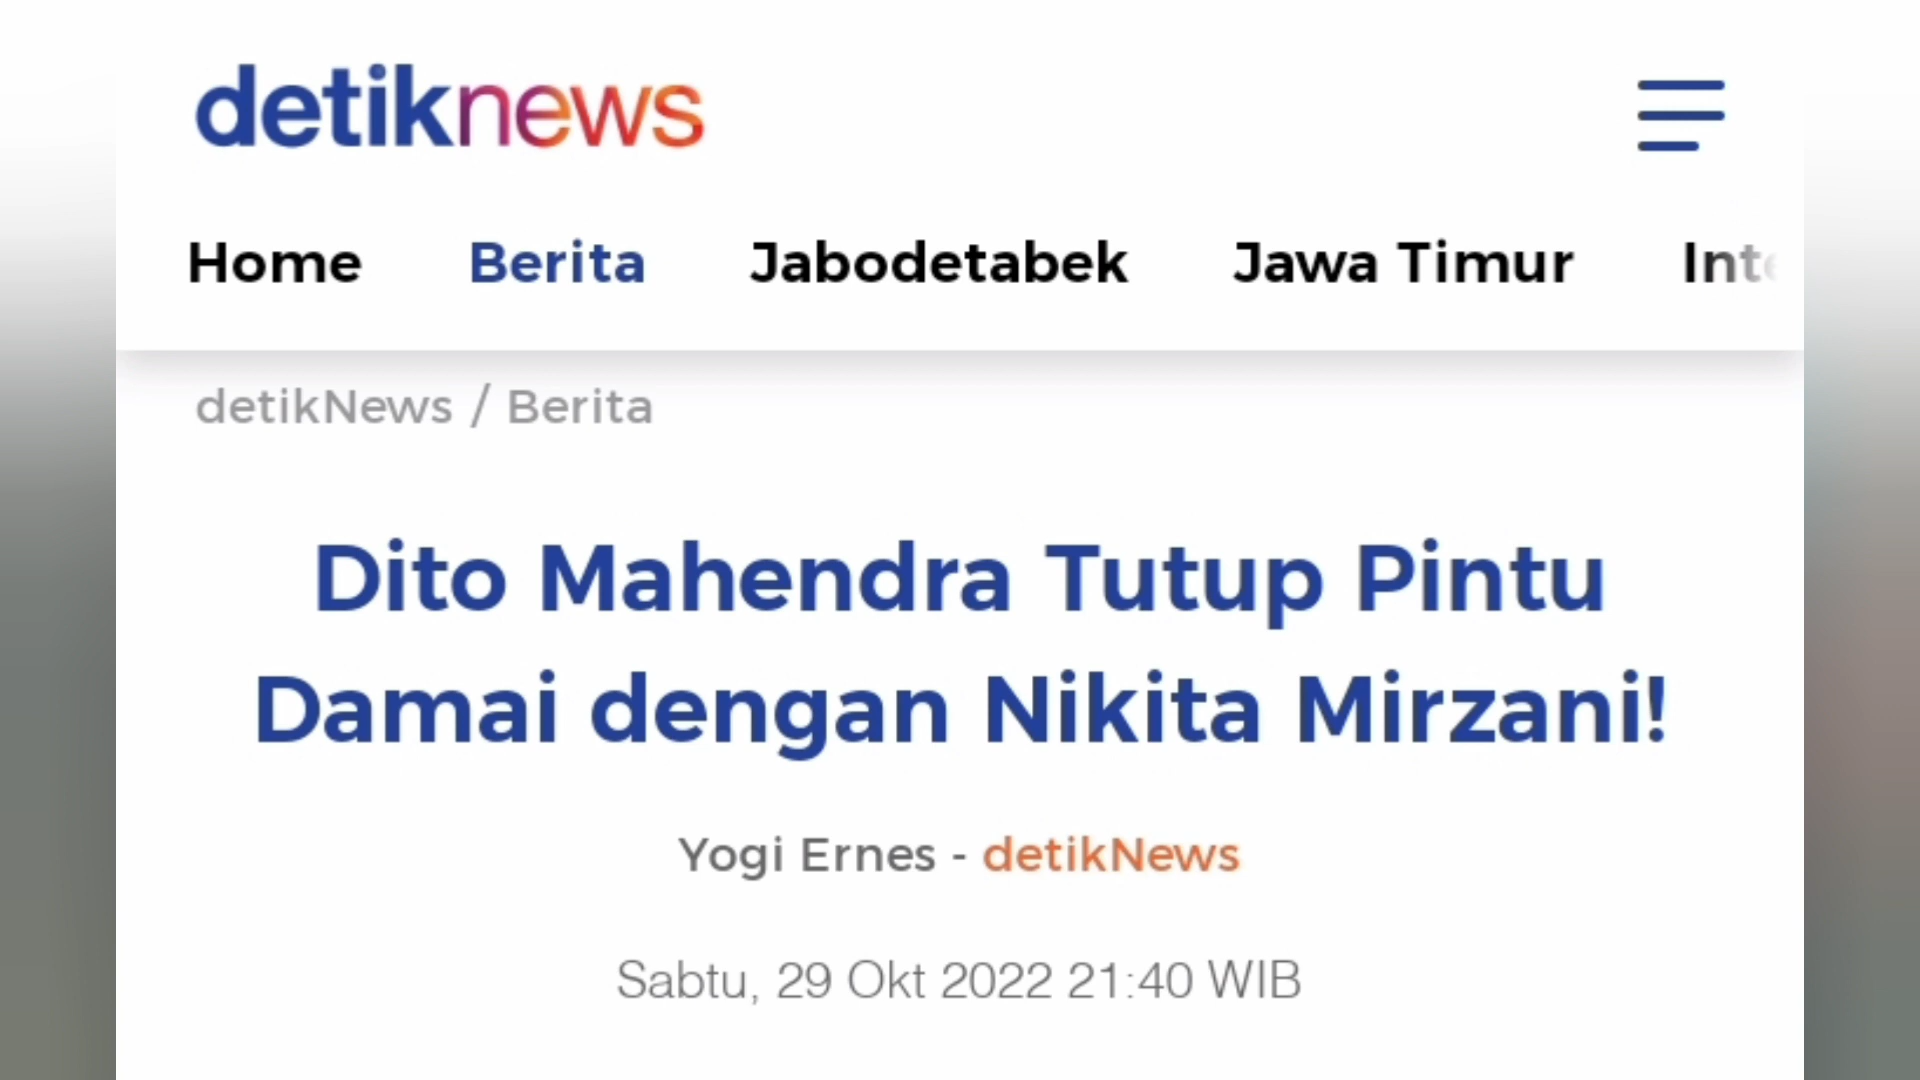 detiknews
Home Berita Jabodetabek Jawa Timur
detikNews / Berita
Dito Mahendra Tutup Pintu
Damai dengan Nikita Mirzani!
Yogi Ernes - detikNews
Sabtu, 29 Okt 2022 21:40 WIB